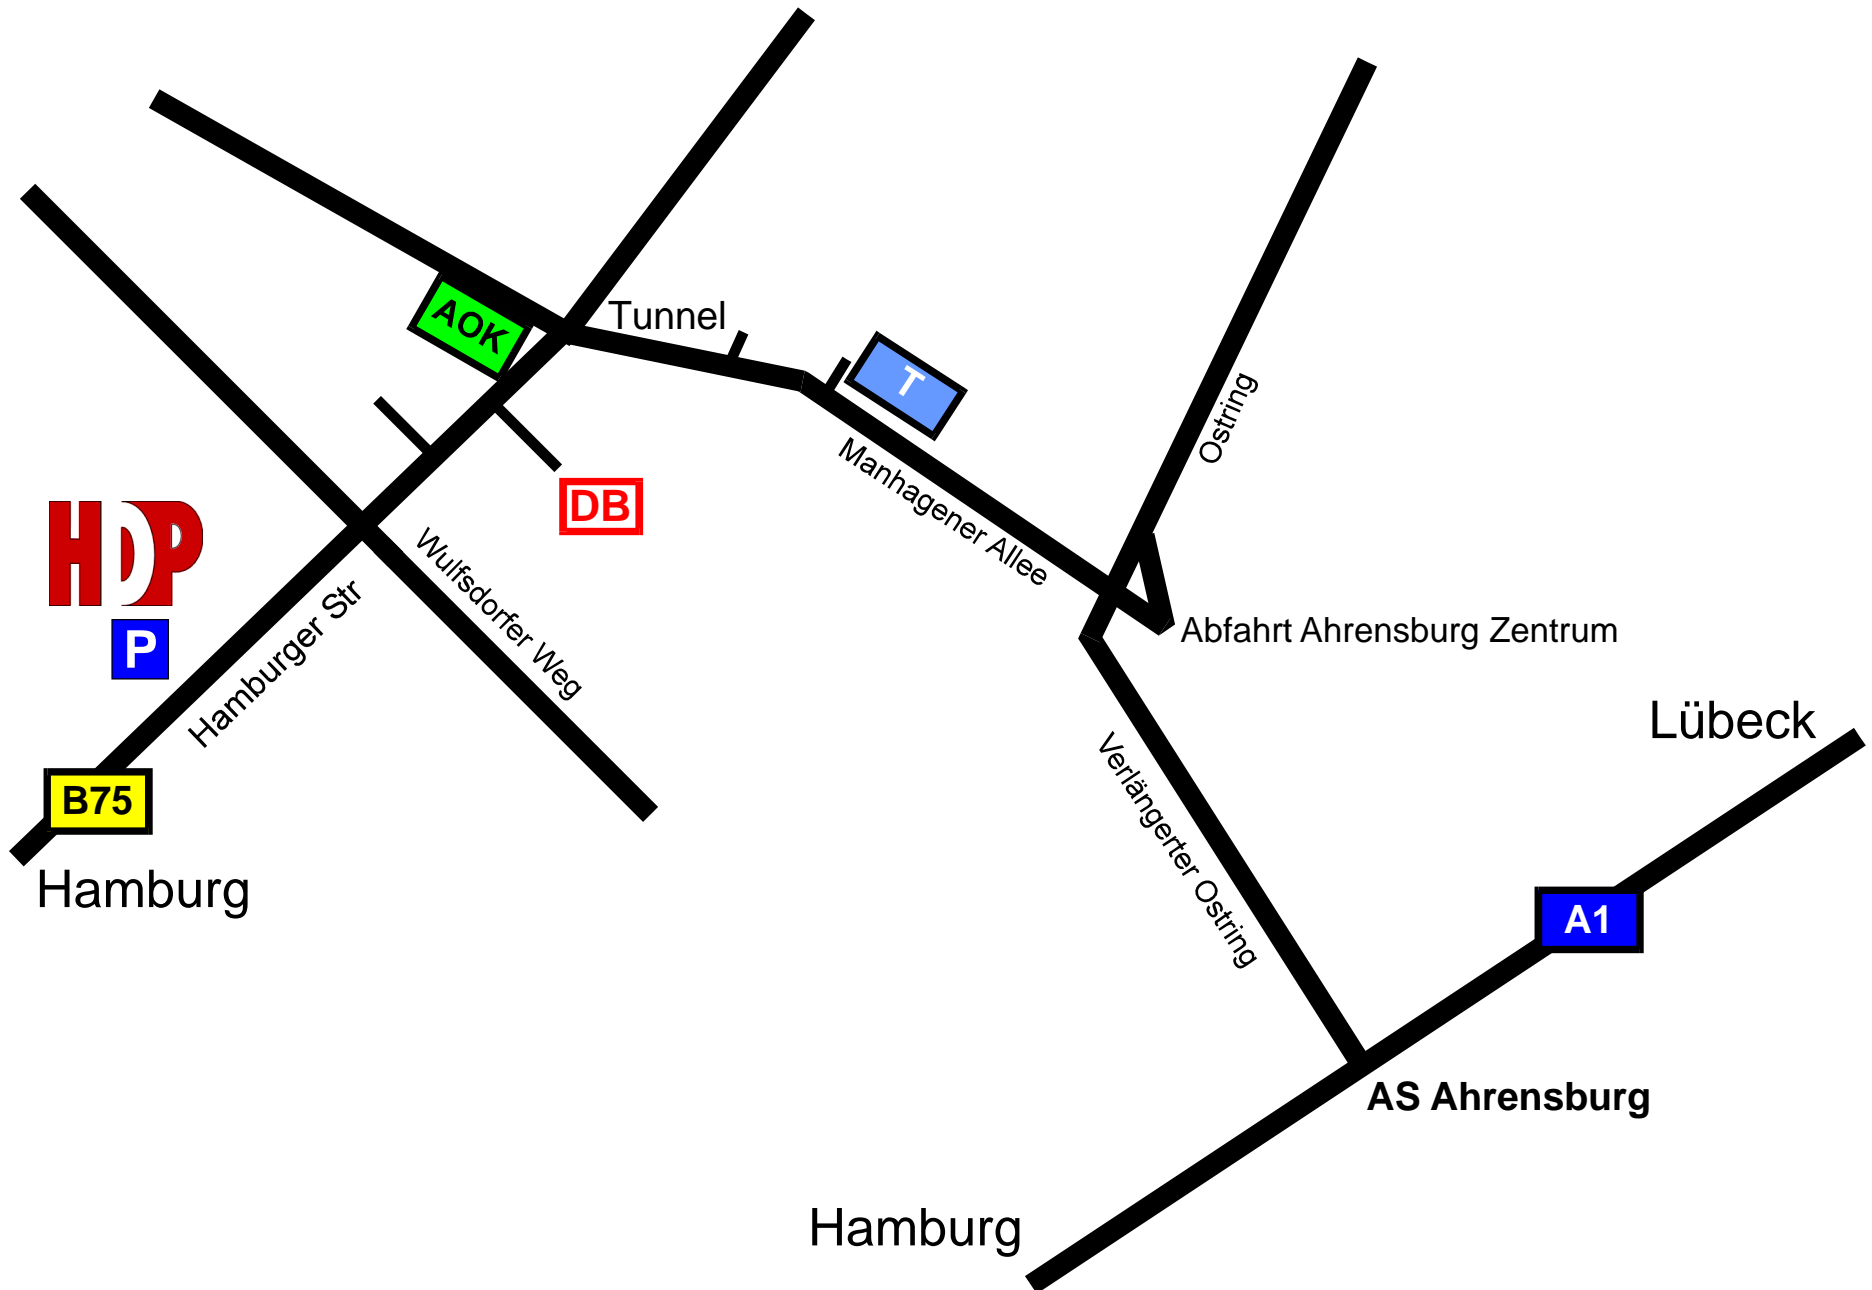 Tunnel
AOK
T
Ostring
Manhagener Allee
DB
HDP
P
Wulfsdorfer Weg
Hamburger Str
Abfahrt Ahrensburg Zentrum
Lübeck
Verlängerter Ostring
B75
Hamburg
A1
AS Ahrensburg
Hamburg